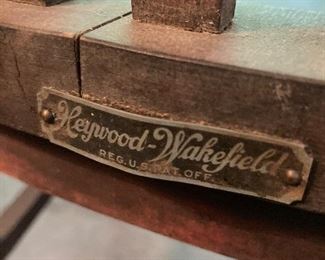 Heywood-Wakefield
REG. U.S. PAT. OFF.